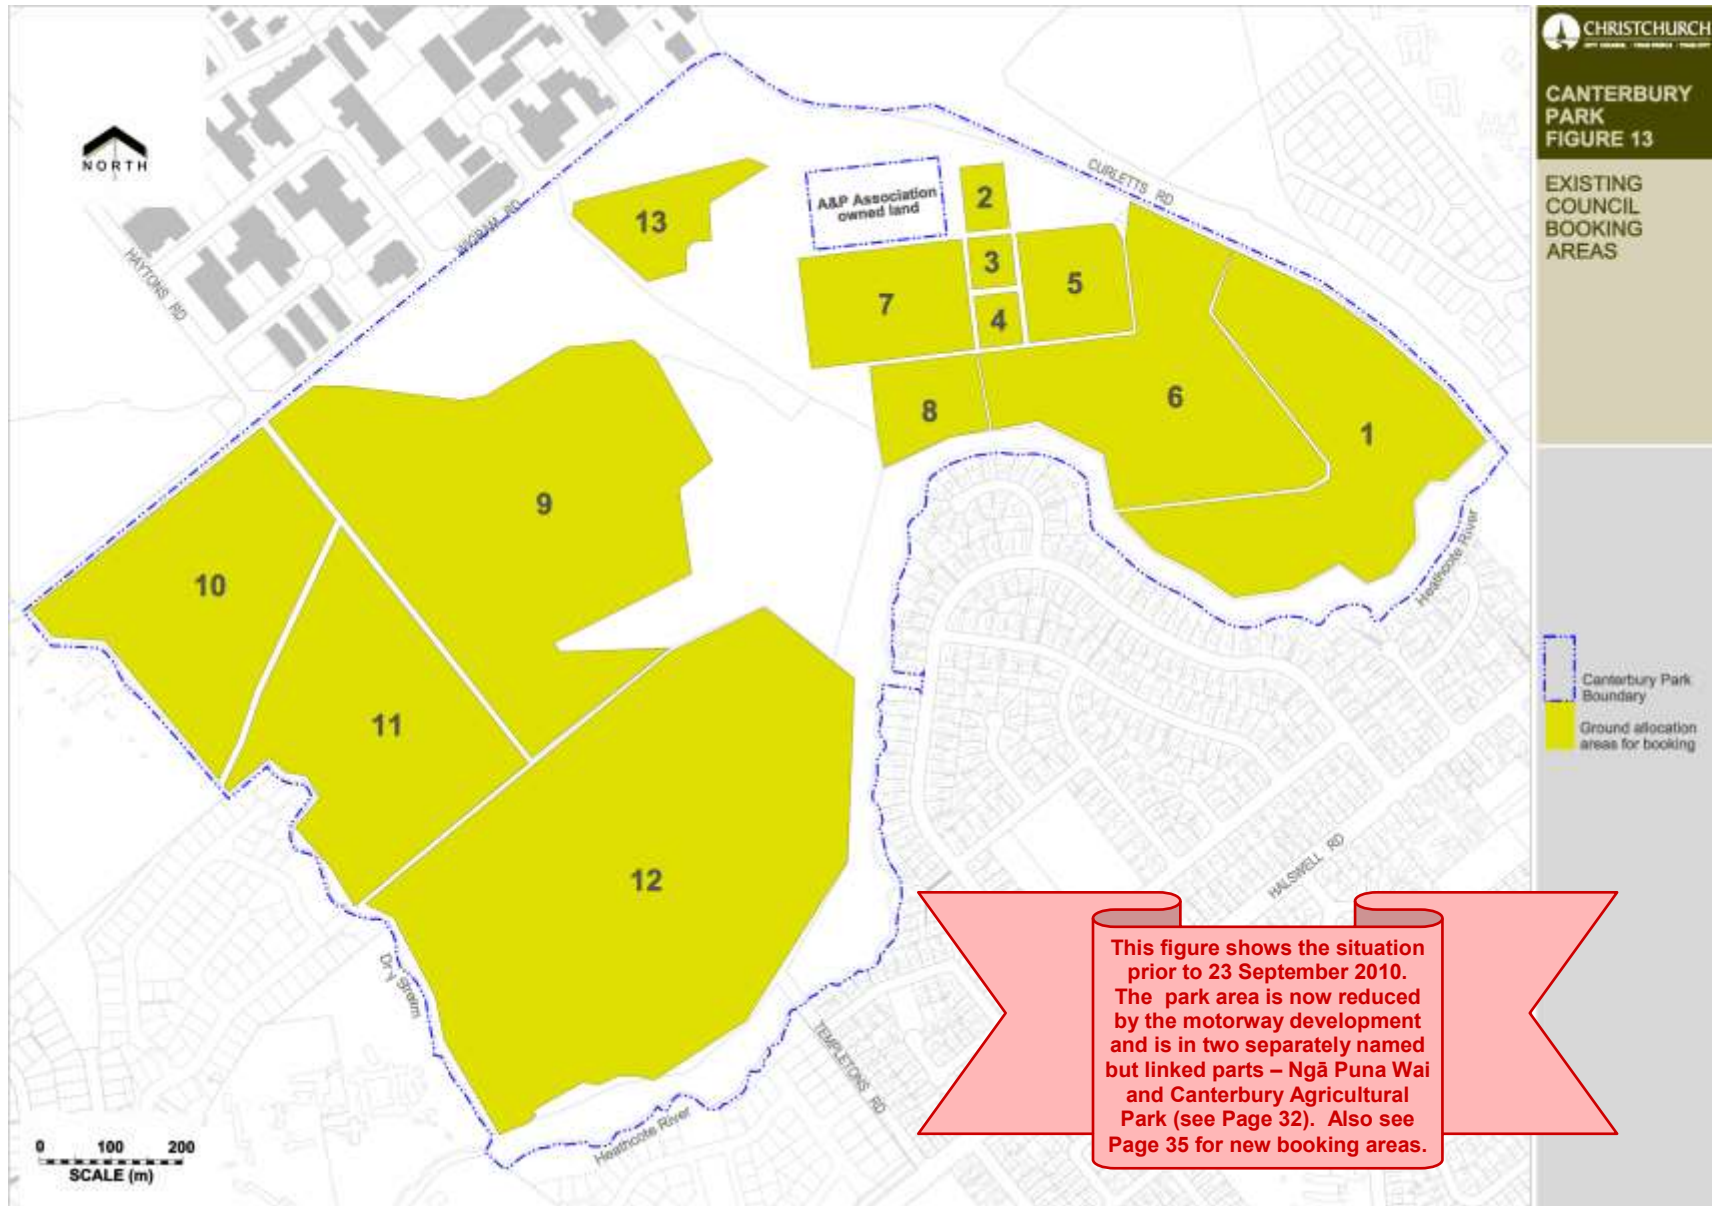 CHRISTCHURCH
CANTERBURY
PARK
FIGURE 13
EXISTING
COUNCIL
BOOKING
AREAS
NORTH
HAYTONS RD
WIGRAM RD
CURLETTS RD
A&P Association
owned land
13
2
3
4
5
7
8
6
1
9
10
11
12
Heathcote River
HALSWELL RD
Dry Stream
TEMPLETONS RD
Heathcote River
Canterbury Park
Boundary
Ground allocation
areas for booking
This figure shows the situation
prior to 23 September 2010.
The park area is now reduced
by the motorway development
and is in two separately named
but linked parts – Ngā Puna Wai
and Canterbury Agricultural
Park (see Page 32). Also see
Page 35 for new booking areas.
0 100 200
SCALE (m)